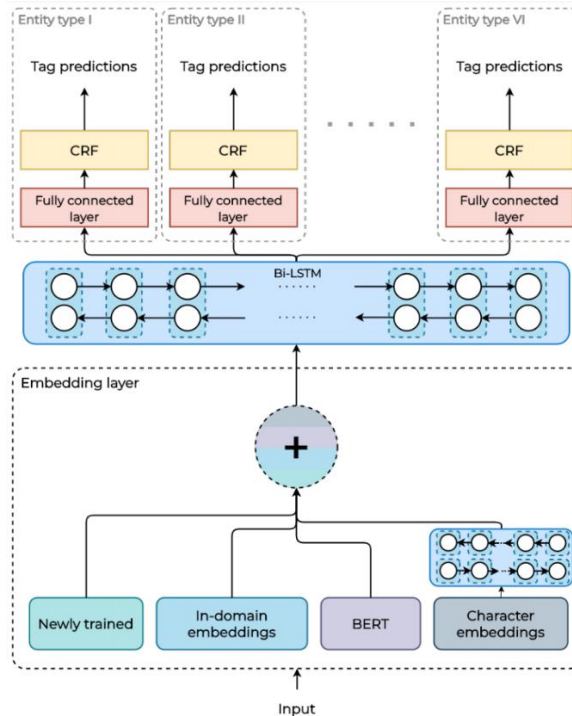 Entity type I
Entity type II
Entity type VI
Tag predictions
Tag predictions
Tag predictions
CRF
CRF
CRF
Fully connected
layer
Fully connected
layer
Fully connected
layer
Bi-LSTM
Embedding layer
+
Newly trained
In-domain
embeddings
BERT
Character
embeddings
Input